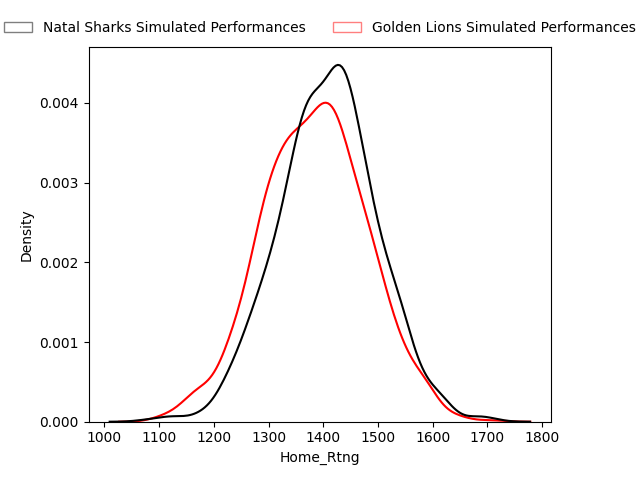 Natal Sharks Simulated Performances
Golden Lions Simulated Performances
0.004
0.003
0.002
0.001
0.000
Density
1000 1100 1200 1300 1400 1500 1600 1700 1800
Home_Rtng